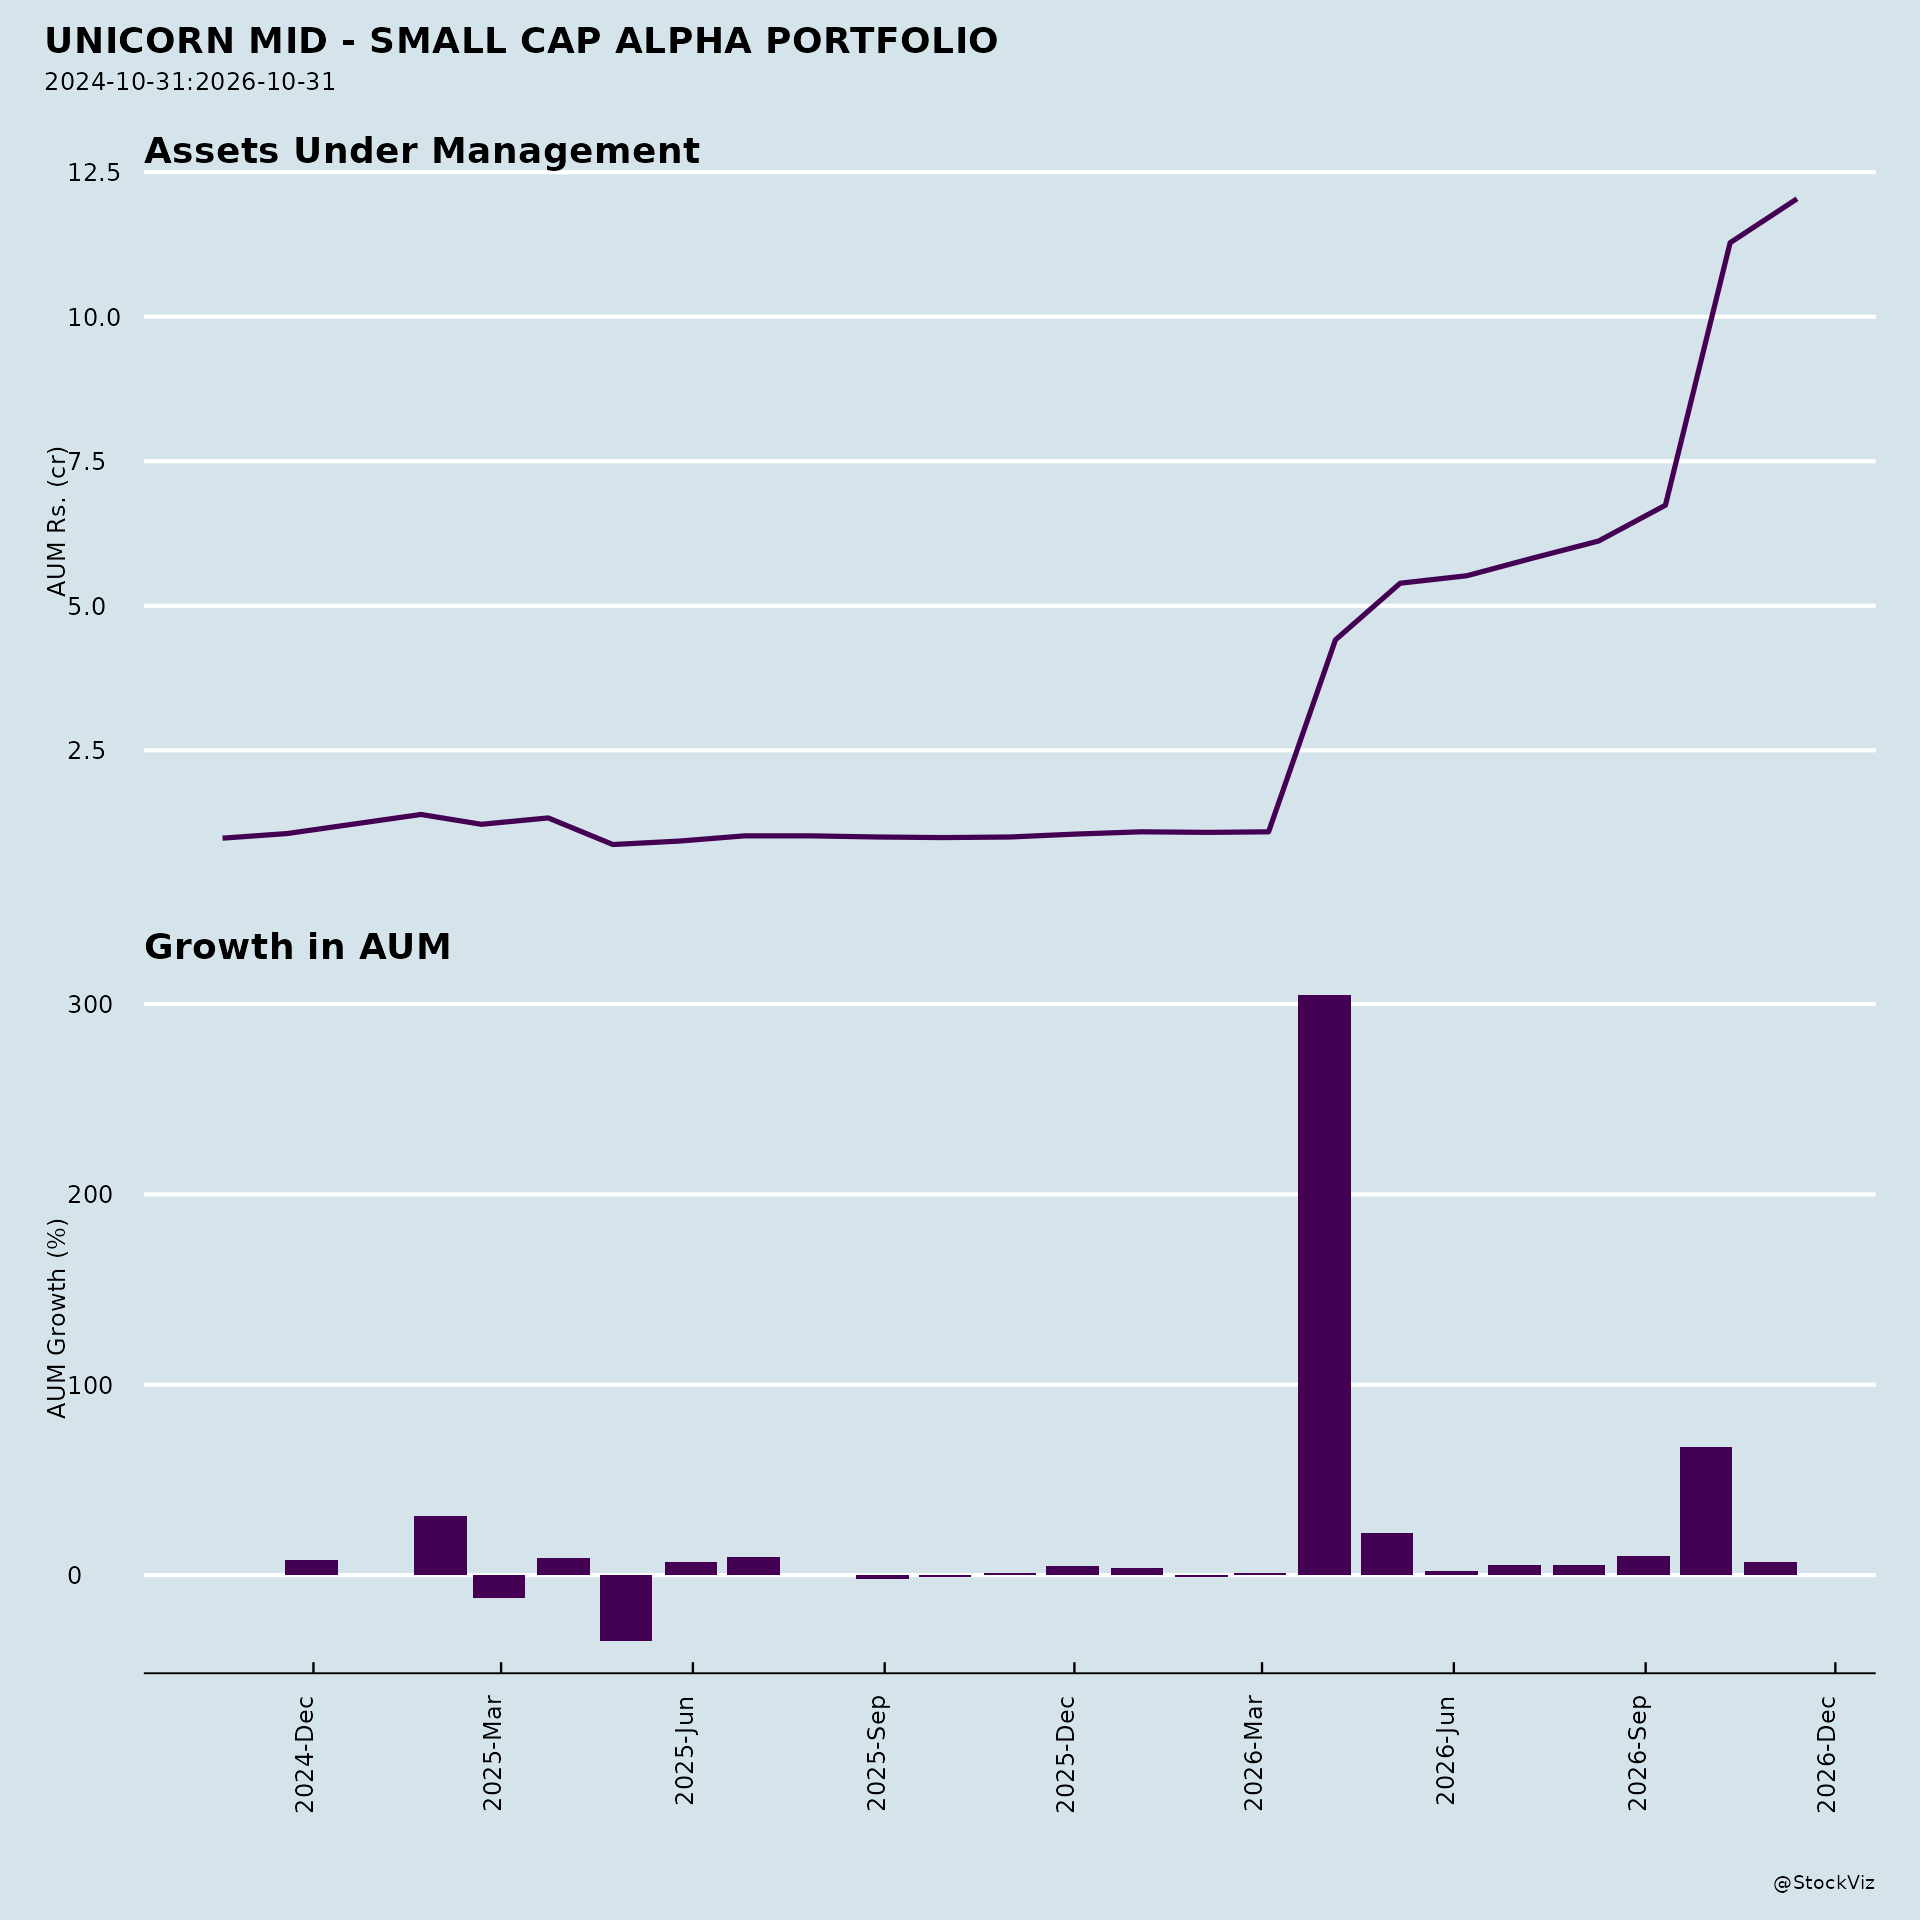 UNICORN MID - SMALL CAP ALPHA PORTFOLIO
2024-10-31:2026-10-31
Assets Under Management
AUM Rs. (cr)
12.5
10.0
7.5
5.0
2.5
Growth in AUM
AUM Growth (%)
300
200
100
0
2024-Dec
2025-Mar
2025-Jun
2025-Sep
2025-Dec
2026-Mar
2026-Jun
2026-Sep
2026-Dec
@StockViz